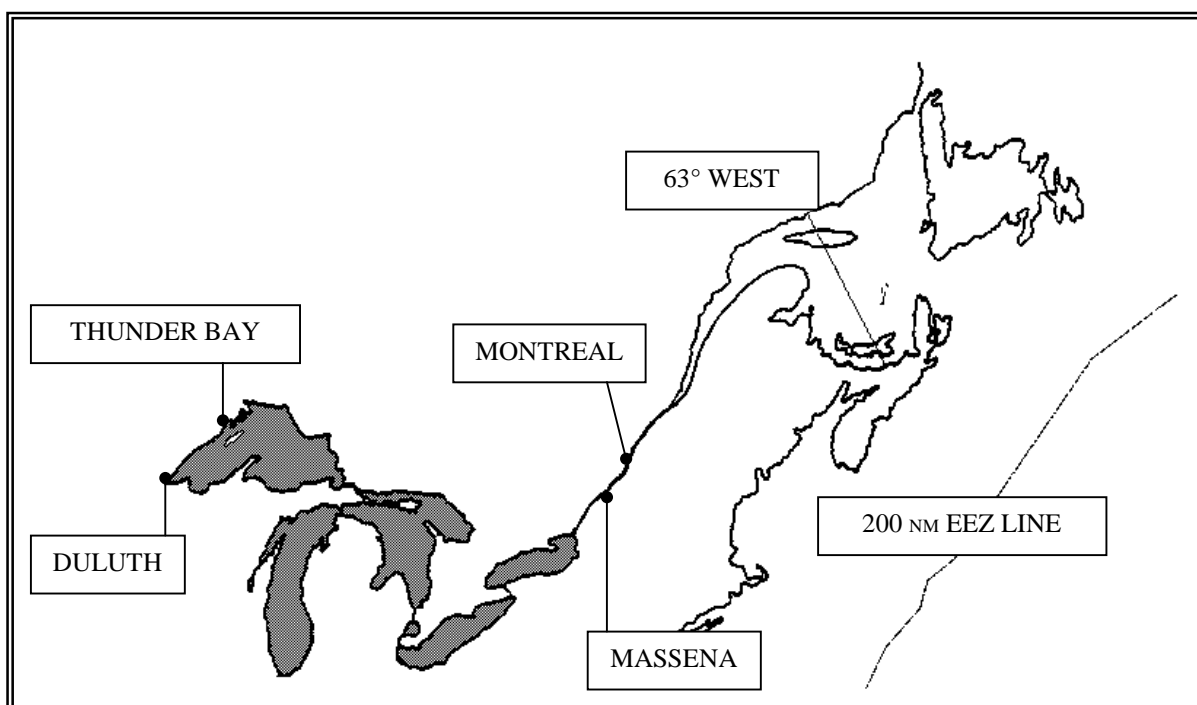 63° WEST
THUNDER BAY
MONTREAL
200 NM EEZ LINE
DULUTH
MASSENA